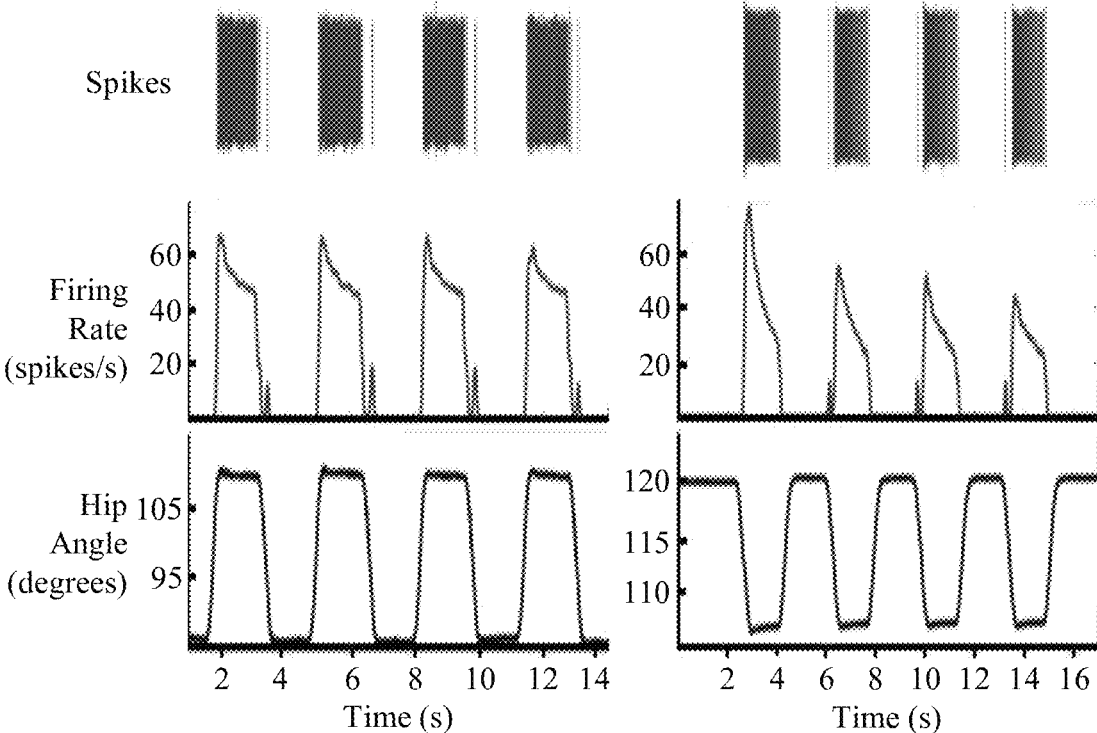 Spikes
Firing
Rate
(spikes/s)
60
40
20
60
40
20
Hip
Angle
(degrees)
105
95
120
115
110
2 4 6 8 10 12 14
2 4 6 8 10 12 14 16
Time (s)
Time (s)